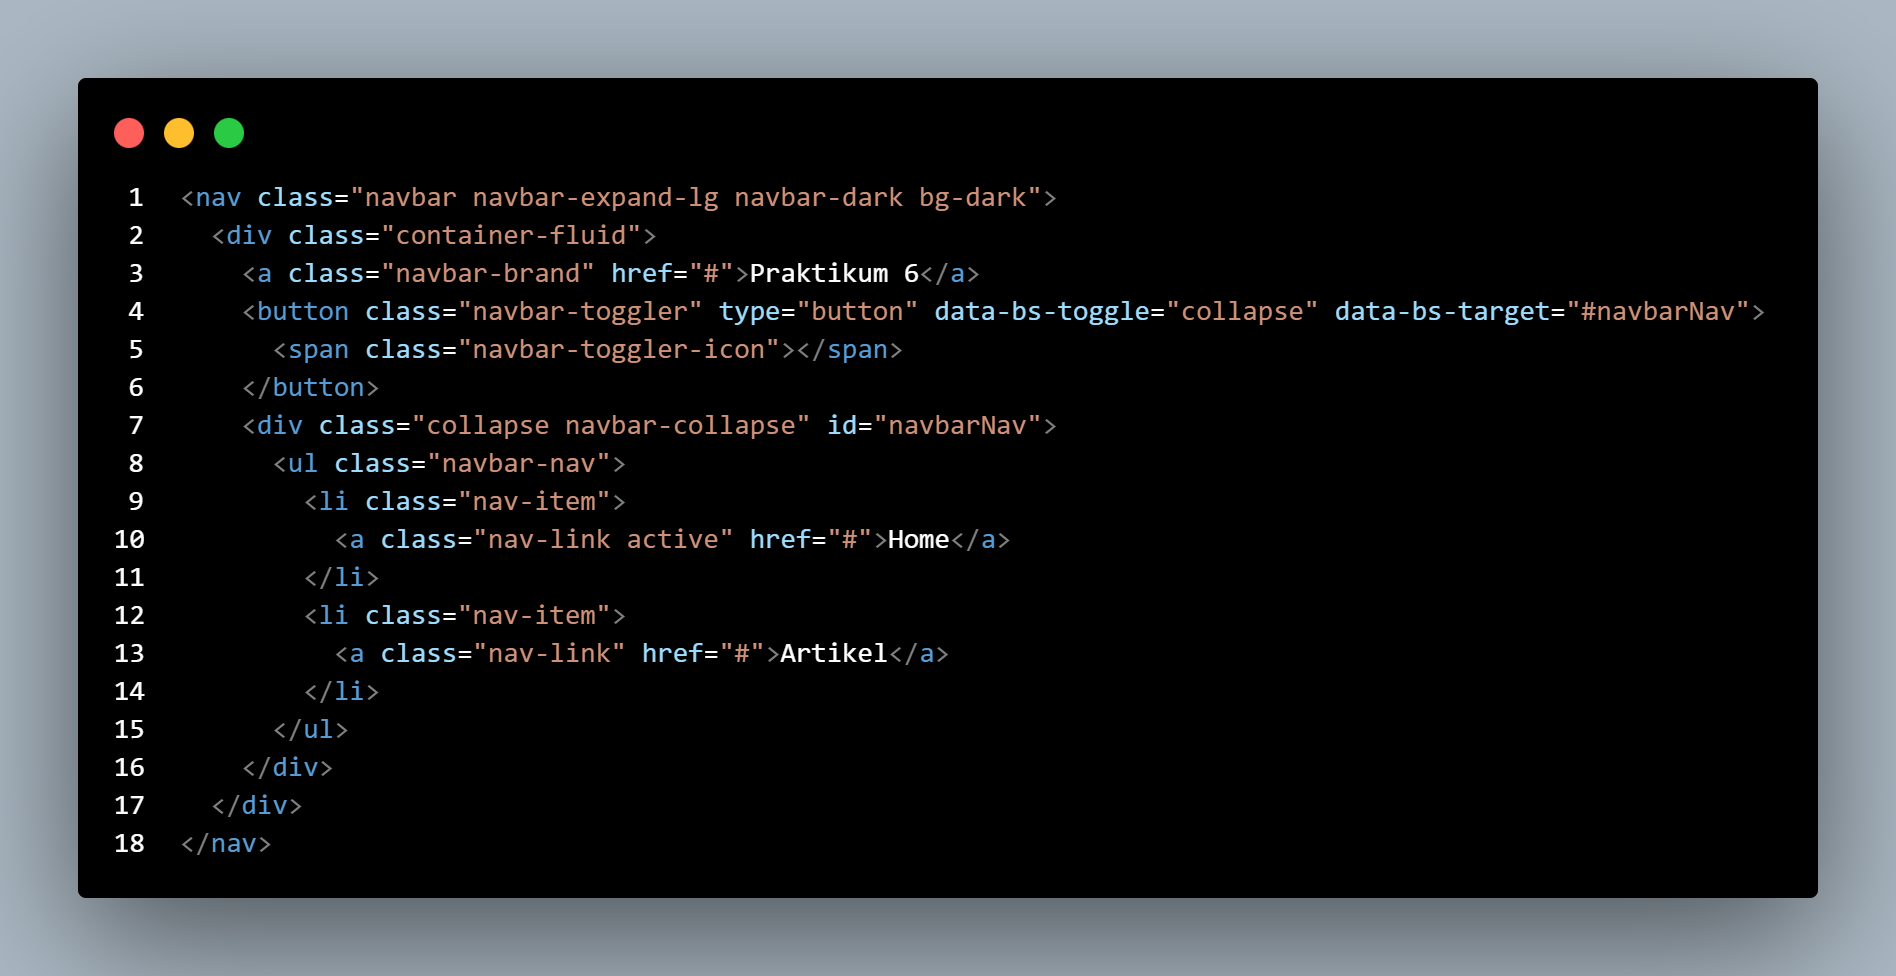 1 <nav class="navbar navbar-expand-lg navbar-dark bg-dark">
2   <div class="container-fluid">
3     <a class="navbar-brand" href="#">Praktikum 6</a>
4     <button class="navbar-toggler" type="button" data-bs-toggle="collapse" data-bs-target="#navbarNav">
5       <span class="navbar-toggler-icon"></span>
6     </button>
7     <div class="collapse navbar-collapse" id="navbarNav">
8       <ul class="navbar-nav">
9         <li class="nav-item">
10           <a class="nav-link active" href="#">Home</a>
11         </li>
12         <li class="nav-item">
13           <a class="nav-link" href="#">Artikel</a>
14         </li>
15       </ul>
16     </div>
17   </div>
18 </nav>